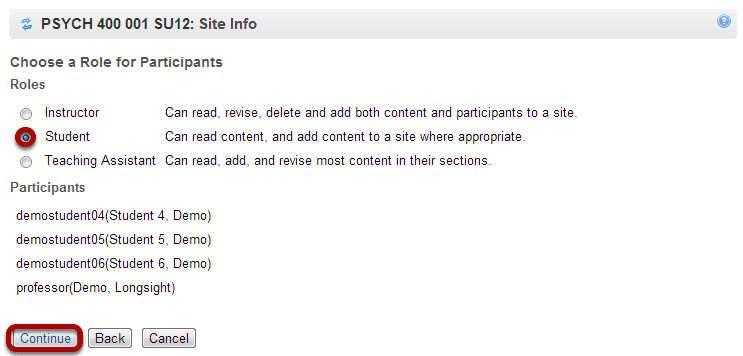 PSYCH 400 001 SU12: Site Info
Choose a Role for Participants
Roles
Instructor Can read, revise, delete and add both content and participants to a site.
Student Can read content, and add content to a site where appropriate.
Teaching Assistant Can read, add, and revise most content in their sections.
Participants
demostudent04(Student 4, Demo)
demostudent05(Student 5, Demo)
demostudent06(Student 6, Demo)
professor(Demo, Longsight)
Continue Back Cancel